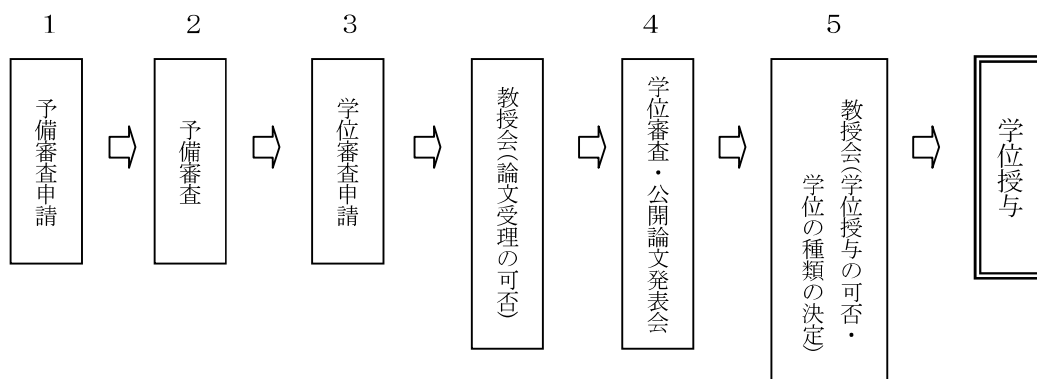 1
2
3
4
5
予備審査申請
予備審査
学位審査申請
教授会(論文受理の可否)
学位審査・公開論文発表会
教授会(学位授与の可否・
学位の種類の決定)
学位授与